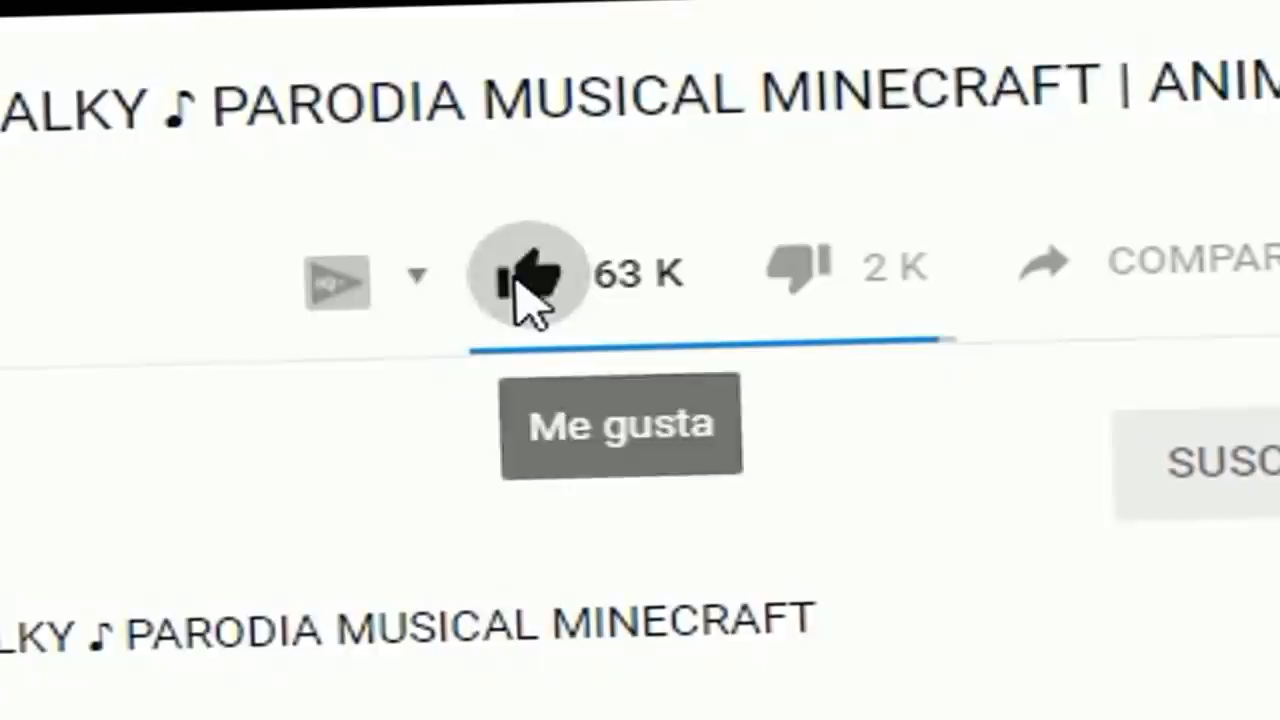 ALKY ♪ PARODIA MUSICAL MINECRAFT | ANIM
63 K 2 K COMPAR
Me gusta
SUSC
LKY ♪ PARODIA MUSICAL MINECRAFT